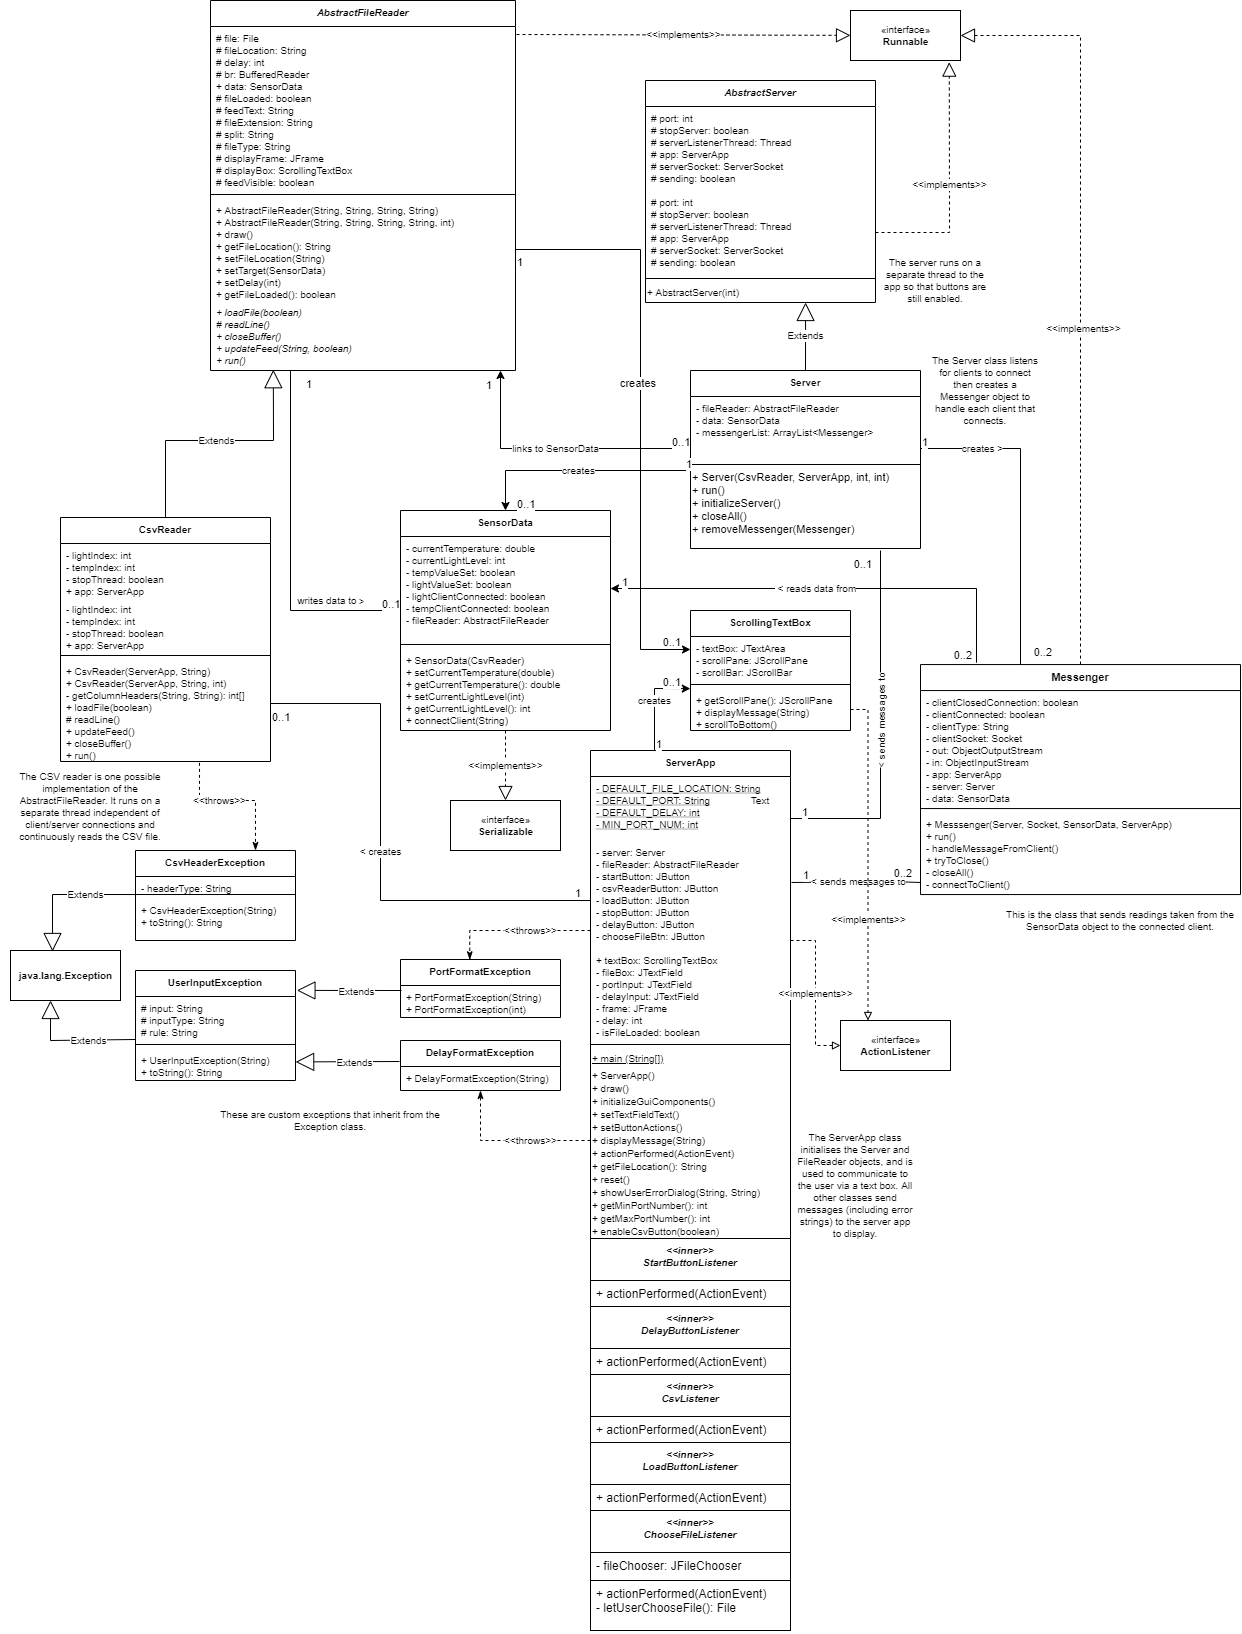 AbstractFileReader
# file: File
# fileLocation: String
# delay: int
# br: BufferedReader
+ data: SensorData
# fileLoaded: boolean
# feedText: String
# fileExtension: String
# split: String
# fileType: String
# displayFrame: JFrame
# displayBox: ScrollingTextBox
# feedVisible: boolean
+ AbstractFileReader(String, String, String, String)
+ AbstractFileReader(String, String, String, String, int)
+ draw()
+ getFileLocation(): String
+ setFileLocation(String)
+ setTarget(SensorData)
+ setDelay(int)
+ getFileLoaded(): boolean
+ loadFile(boolean)
# readLine()
+ closeBuffer()
+ updateFeed(String, boolean)
+ run()
<<implements>>
«interface»
Runnable
AbstractServer
# port: int
# stopServer: boolean
# serverListenerThread: Thread
# app: ServerApp
# serverSocket: ServerSocket
# sending: boolean
# port: int
# stopServer: boolean
# serverListenerThread: Thread
# app: ServerApp
# serverSocket: ServerSocket
# sending: boolean
+ AbstractServer(int)
<<implements>>
The server runs on a
separate thread to the
app so that buttons are
still enabled.
<<implements>>
Extends
1
creates
1
1
Server
- fileReader: AbstractFileReader
- data: SensorData
- messengerList: ArrayList<Messenger>
+ Server(CsvReader, ServerApp, int, int)
+ run()
+ initializeServer()
+ closeAll()
+ removeMessenger(Messenger)
The Server class listens
for clients to connect
then creates a
Messenger object to
handle each client that
connects.
Extends
links to SensorData
0..1
1
creates >
creates
1
0..1
CsvReader
- lightIndex: int
- tempIndex: int
- stopThread: boolean
+ app: ServerApp
- lightIndex: int
- tempIndex: int
- stopThread: boolean
+ app: ServerApp
+ CsvReader(ServerApp, String)
+ CsvReader(ServerApp, String, int)
- getColumnHeaders(String, String): int[]
+ loadFile(boolean)
# readLine()
+ updateFeed()
+ closeBuffer()
+ run()
SensorData
- currentTemperature: double
- currentLightLevel: int
- tempValueSet: boolean
- lightValueSet: boolean
- lightClientConnected: boolean
- tempClientConnected: boolean
- fileReader: AbstractFileReader
+ SensorData(CsvReader)
+ setCurrentTemperature(double)
+ getCurrentTemperature(): double
+ setCurrentLightLevel(int)
+ getCurrentLightLevel(): int
+ connectClient(String)
writes data to >
0..1
0..1
1
< reads data from
0..2
0..2
ScrollingTextBox
- textBox: JTextArea
- scrollPane: JScrollPane
- scrollBar: JScrollBar
+ getScrollPane(): JScrollPane
+ displayMessage(String)
+ scrollToBottom()
0..1
0..1
creates
1
< sends messages to
Messenger
- clientClosedConnection: boolean
- clientConnected: boolean
- clientType: String
- clientSocket: Socket
- out: ObjectOutputStream
- in: ObjectInputStream
- app: ServerApp
- server: Server
- data: SensorData
+ Messsenger(Server, Socket, SensorData, ServerApp)
+ run()
- handleMessageFromClient()
+ tryToClose()
- closeAll()
- connectToClient()
This is the class that sends readings taken from the
SensorData object to the connected client.
0..1
The CSV reader is one possible
implementation of the
AbstractFileReader. It runs on a
separate thread independent of
client/server connections and
continuously reads the CSV file.
<<throws>>
<<implements>>
«interface»
Serializable
< creates
1
ServerApp
- DEFAULT_FILE_LOCATION: String
- DEFAULT_PORT: String
Text
- DEFAULT_DELAY: int
- MIN_PORT_NUM: int
- server: Server
- fileReader: AbstractFileReader
- startButton: JButton
- csvReaderButton: JButton
- loadButton: JButton
- stopButton: JButton
- delayButton: JButton
- chooseFileBtn: JButton
+ textBox: ScrollingTextBox
- fileBox: JTextField
- portInput: JTextField
- delayInput: JTextField
- frame: JFrame
- delay: int
- isFileLoaded: boolean
+ main (String[])
+ ServerApp()
+ draw()
+ initializeGuiComponents()
+ setTextFieldText()
+ setButtonActions()
+ displayMessage(String)
+ actionPerformed(ActionEvent)
+ getFileLocation(): String
+ reset()
+ showUserErrorDialog(String, String)
+ getMinPortNumber(): int
+ getMaxPortNumber(): int
+ enableCsvButton(boolean)
<<inner>>
StartButtonListener
+ actionPerformed(ActionEvent)
<<inner>>
DelayButtonListener
+ actionPerformed(ActionEvent)
<<inner>>
CsvListener
+ actionPerformed(ActionEvent)
<<inner>>
LoadButtonListener
+ actionPerformed(ActionEvent)
<<inner>>
ChooseFileListener
- fileChooser: JFileChooser
+ actionPerformed(ActionEvent)
- letUserChooseFile(): File
1
1
< sends messages to
0..2
<<implements>>
<<implements>>
«interface»
ActionListener
The ServerApp class
initialises the Server and
FileReader objects, and is
used to communicate to
the user via a text box. All
other classes send
messages (including error
strings) to the server app
to display.
CsvHeaderException
- headerType: String
+ CsvHeaderException(String)
+ toString(): String
Extends
java.lang.Exception
Extends
UserInputException
# input: String
# inputType: String
# rule: String
+ UserInputException(String)
+ toString(): String
<<throws>>
PortFormatException
+ PortFormatException(String)
+ PortFormatException(int)
Extends
DelayFormatException
+ DelayFormatException(String)
Extends
<<throws>>
These are custom exceptions that inherit from the
Exception class.